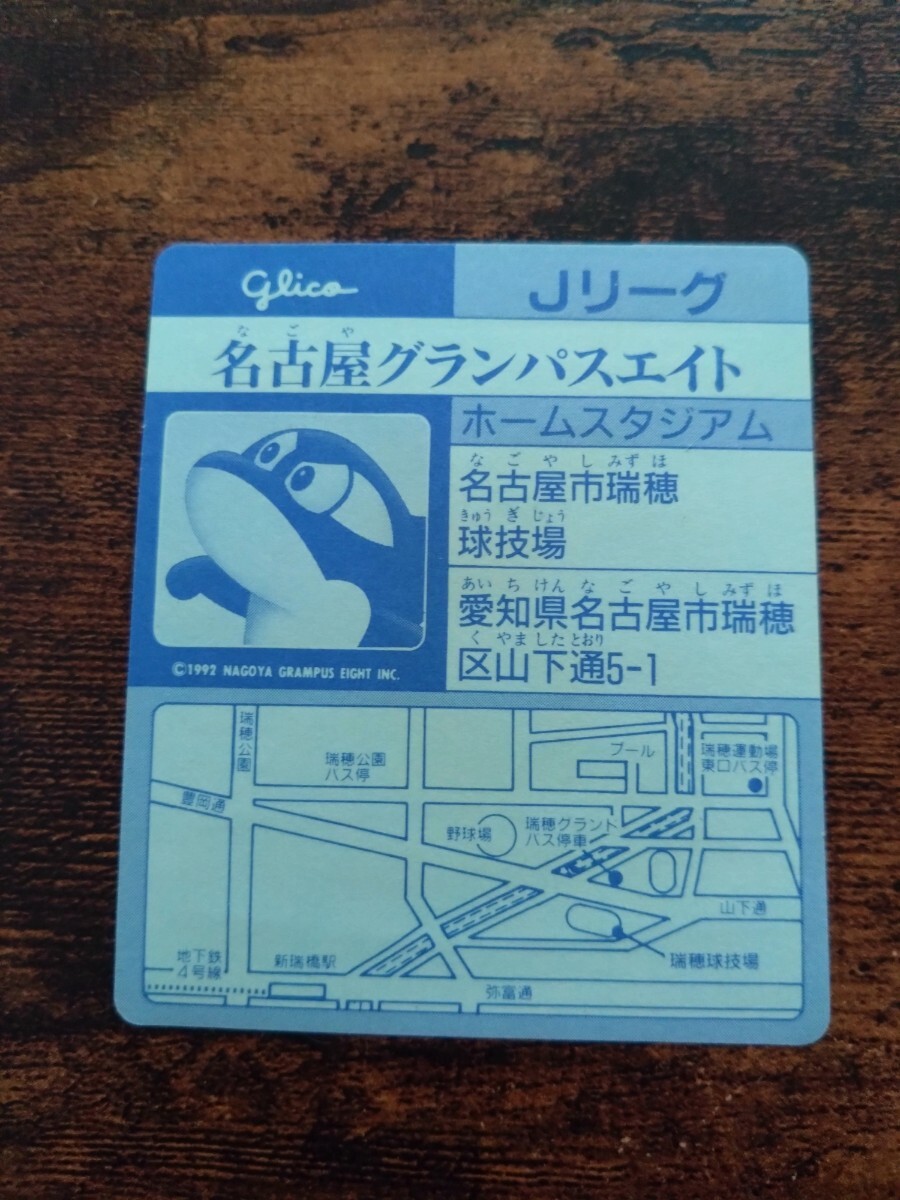 Glico
Jリーグ
な ご や
名古屋グランパスエイト
ホームスタジアム
な ご や し みず ほ
名古屋市瑞穂
きゅう ぎ じょう
球技場
あい ち けん な ご や し みず ほ
愛知県名古屋市瑞穂
く やま した とおり
区山下通5-1
©1992 NAGOYA GRAMPUS EIGHT INC.
瑞穂公園
瑞穂公園
バス停
プール
瑞穂運動場
東口バス停
豊岡通
野球場
瑞穂グラント
バス停車
山下通
地下鉄
4号線
新瑞橋駅
瑞穂球技場
弥富通